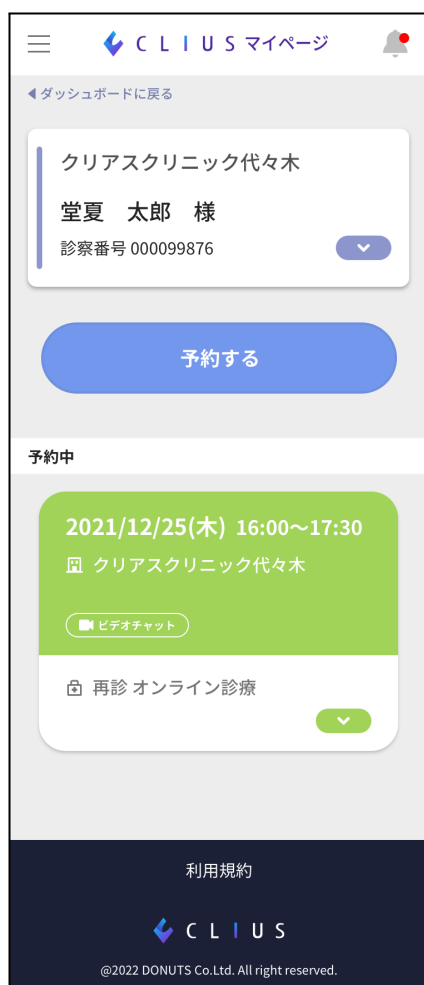 CLIUS マイページ
ダッシュボードに戻る
クリアスクリニック代々木
堂夏 太郎 様
診察番号 000099876
予約する
予約中
2021/12/25(木) 16:00〜17:30
クリアスクリニック代々木
ビデオチャット
再診 オンライン診療
利用規約
CLIUS
@2022 DONUTS Co.Ltd. All right reserved.